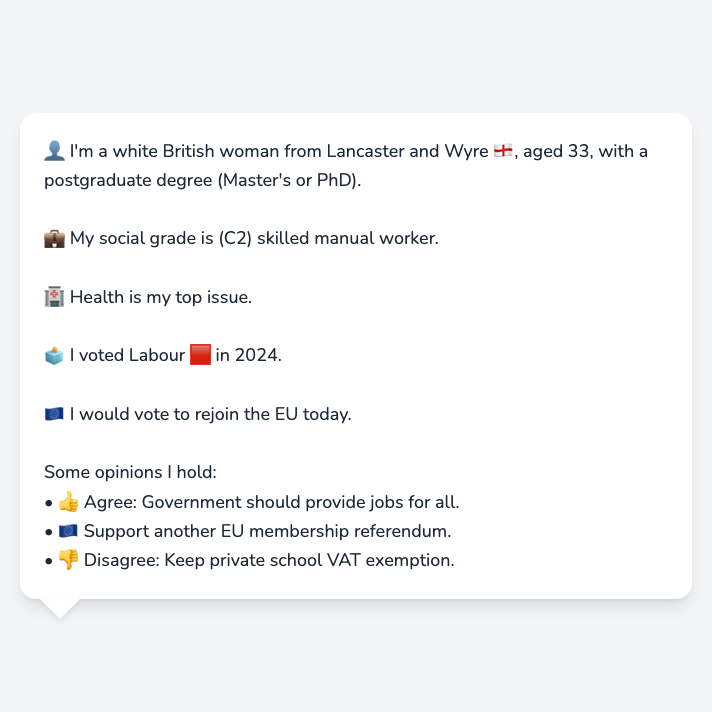 👤 I'm a white British woman from Lancaster and Wyre 🏴󠁧󠁢󠁥󠁮󠁧󠁿, aged 33, with a
postgraduate degree (Master's or PhD).
💼 My social grade is (C2) skilled manual worker.
🏥 Health is my top issue.
🗳️ I voted Labour 🟥 in 2024.
🇪🇺 I would vote to rejoin the EU today.
Some opinions I hold:
• 👍 Agree: Government should provide jobs for all.
• 🇪🇺 Support another EU membership referendum.
• 👎 Disagree: Keep private school VAT exemption.